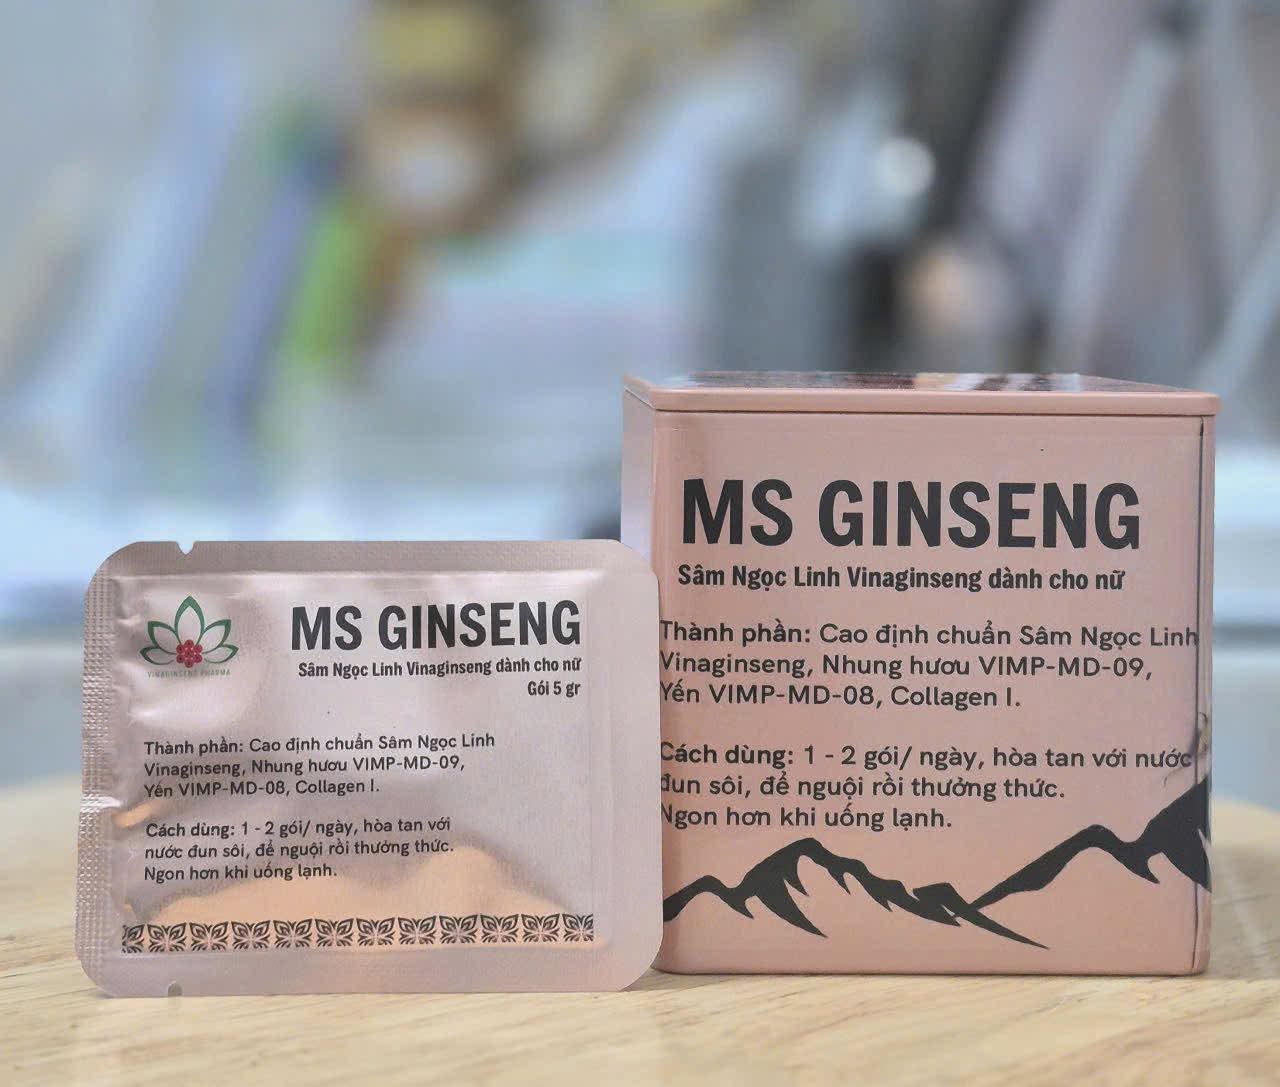 VINAGINSENG PHARMA
MS GINSENG
Sâm Ngọc Linh Vinaginseng dành cho nữ
Gói 5 gr
Thành phần: Cao định chuẩn Sâm Ngọc Linh
Vinaginseng, Nhung hươu VIMP-MD-09,
Yến VIMP-MD-08, Collagen I.
Cách dùng: 1 - 2 gói/ ngày, hòa tan với
nước đun sôi, để nguội rồi thưởng thức.
Ngon hơn khi uống lạnh.
MS GINSENG
Sâm Ngọc Linh Vinaginseng dành cho nữ
Thành phần: Cao định chuẩn Sâm Ngọc Linh
Vinaginseng, Nhung hươu VIMP-MD-09,
Yến VIMP-MD-08, Collagen I.
Cách dùng: 1 - 2 gói/ ngày, hòa tan với nước
đun sôi, để nguội rồi thưởng thức.
Ngon hơn khi uống lạnh.